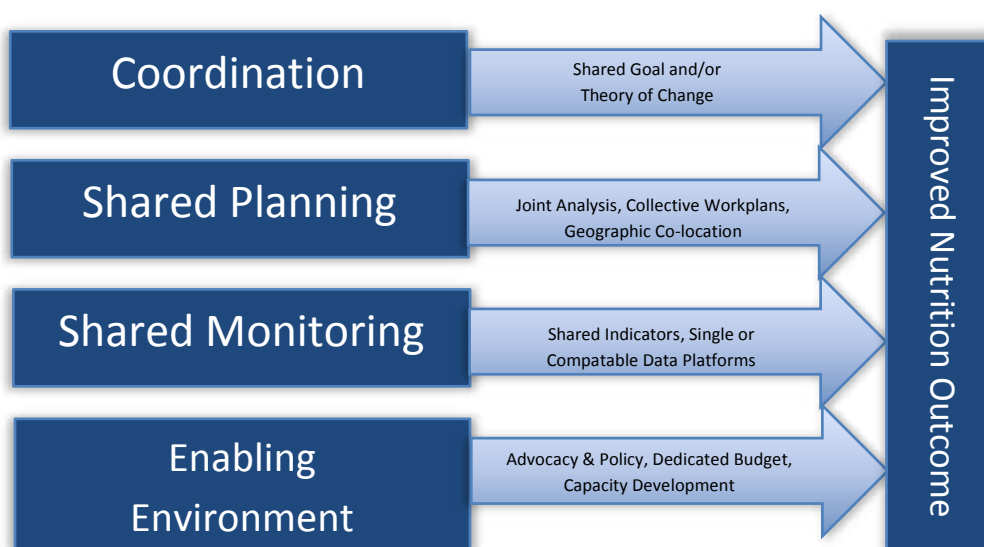 Coordination
Shared Goal and/or
Theory of Change
Shared Planning
Joint Analysis, Collective Workplans,
Geographic Co-location
Shared Monitoring
Shared Indicators, Single or
Compatable Data Platforms
Enabling
Environment
Advocacy & Policy, Dedicated Budget,
Capacity Development
Improved Nutrition Outcome